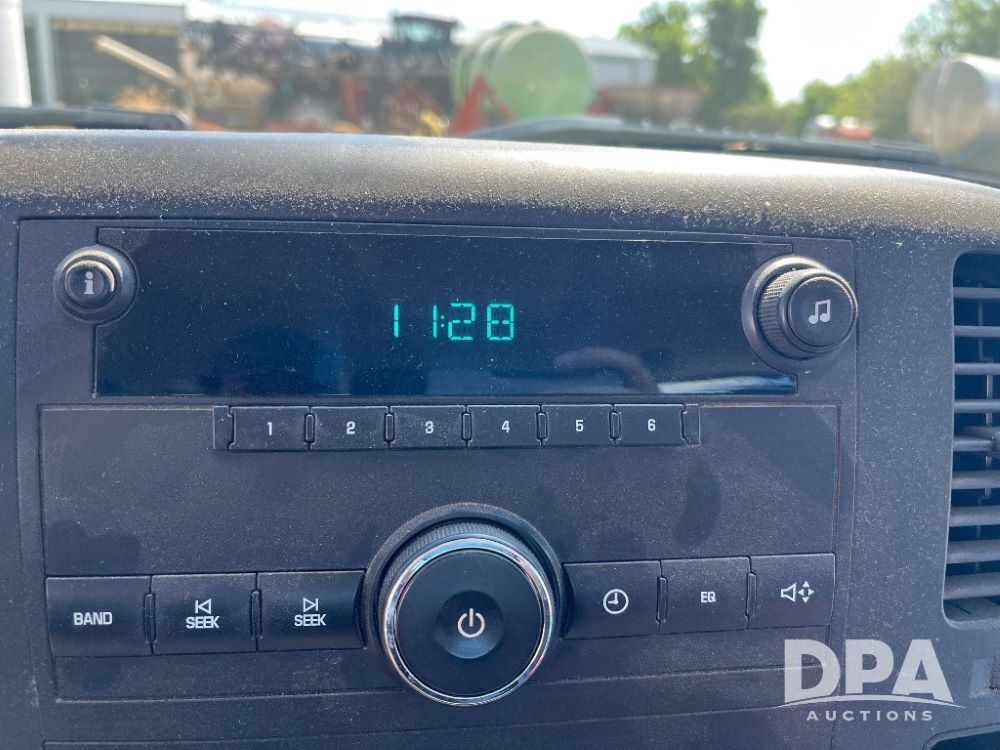 i
11:28
1 2 3 4 5 6
BAND SEEK SEEK EQ
DPA
AUCTIONS